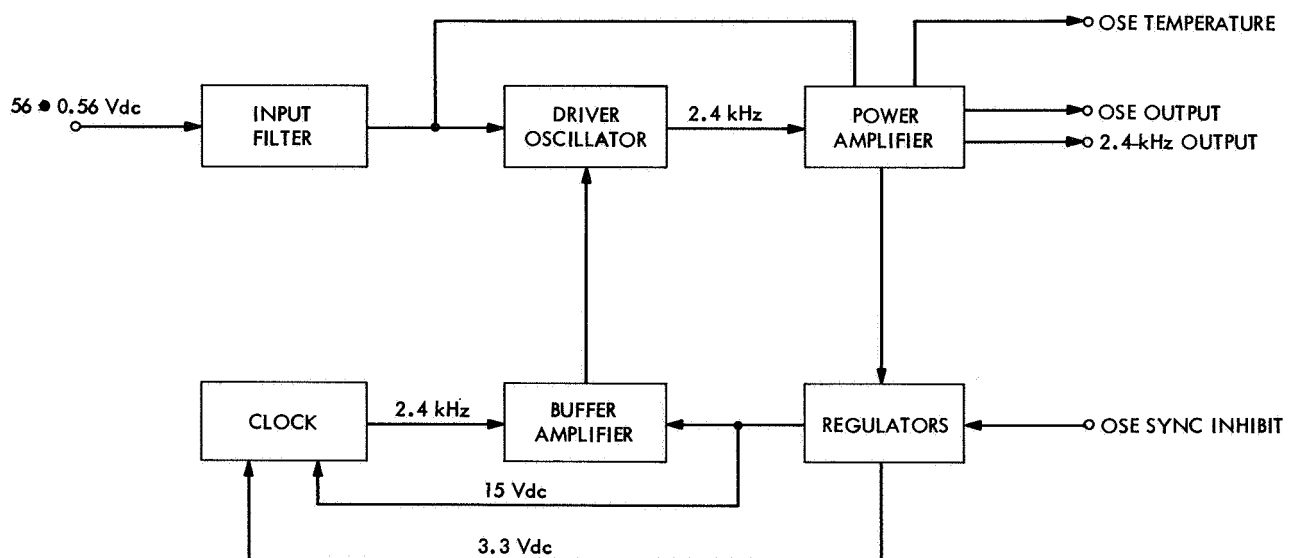 OSE TEMPERATURE
56 ● 0.56 Vdc
INPUT
FILTER
DRIVER
OSCILLATOR
2.4 kHz
POWER
AMPLIFIER
OSE OUTPUT
2.4-kHz OUTPUT
CLOCK
2.4 kHz
BUFFER
AMPLIFIER
REGULATORS
OSE SYNC INHIBIT
15 Vdc
3.3 Vdc